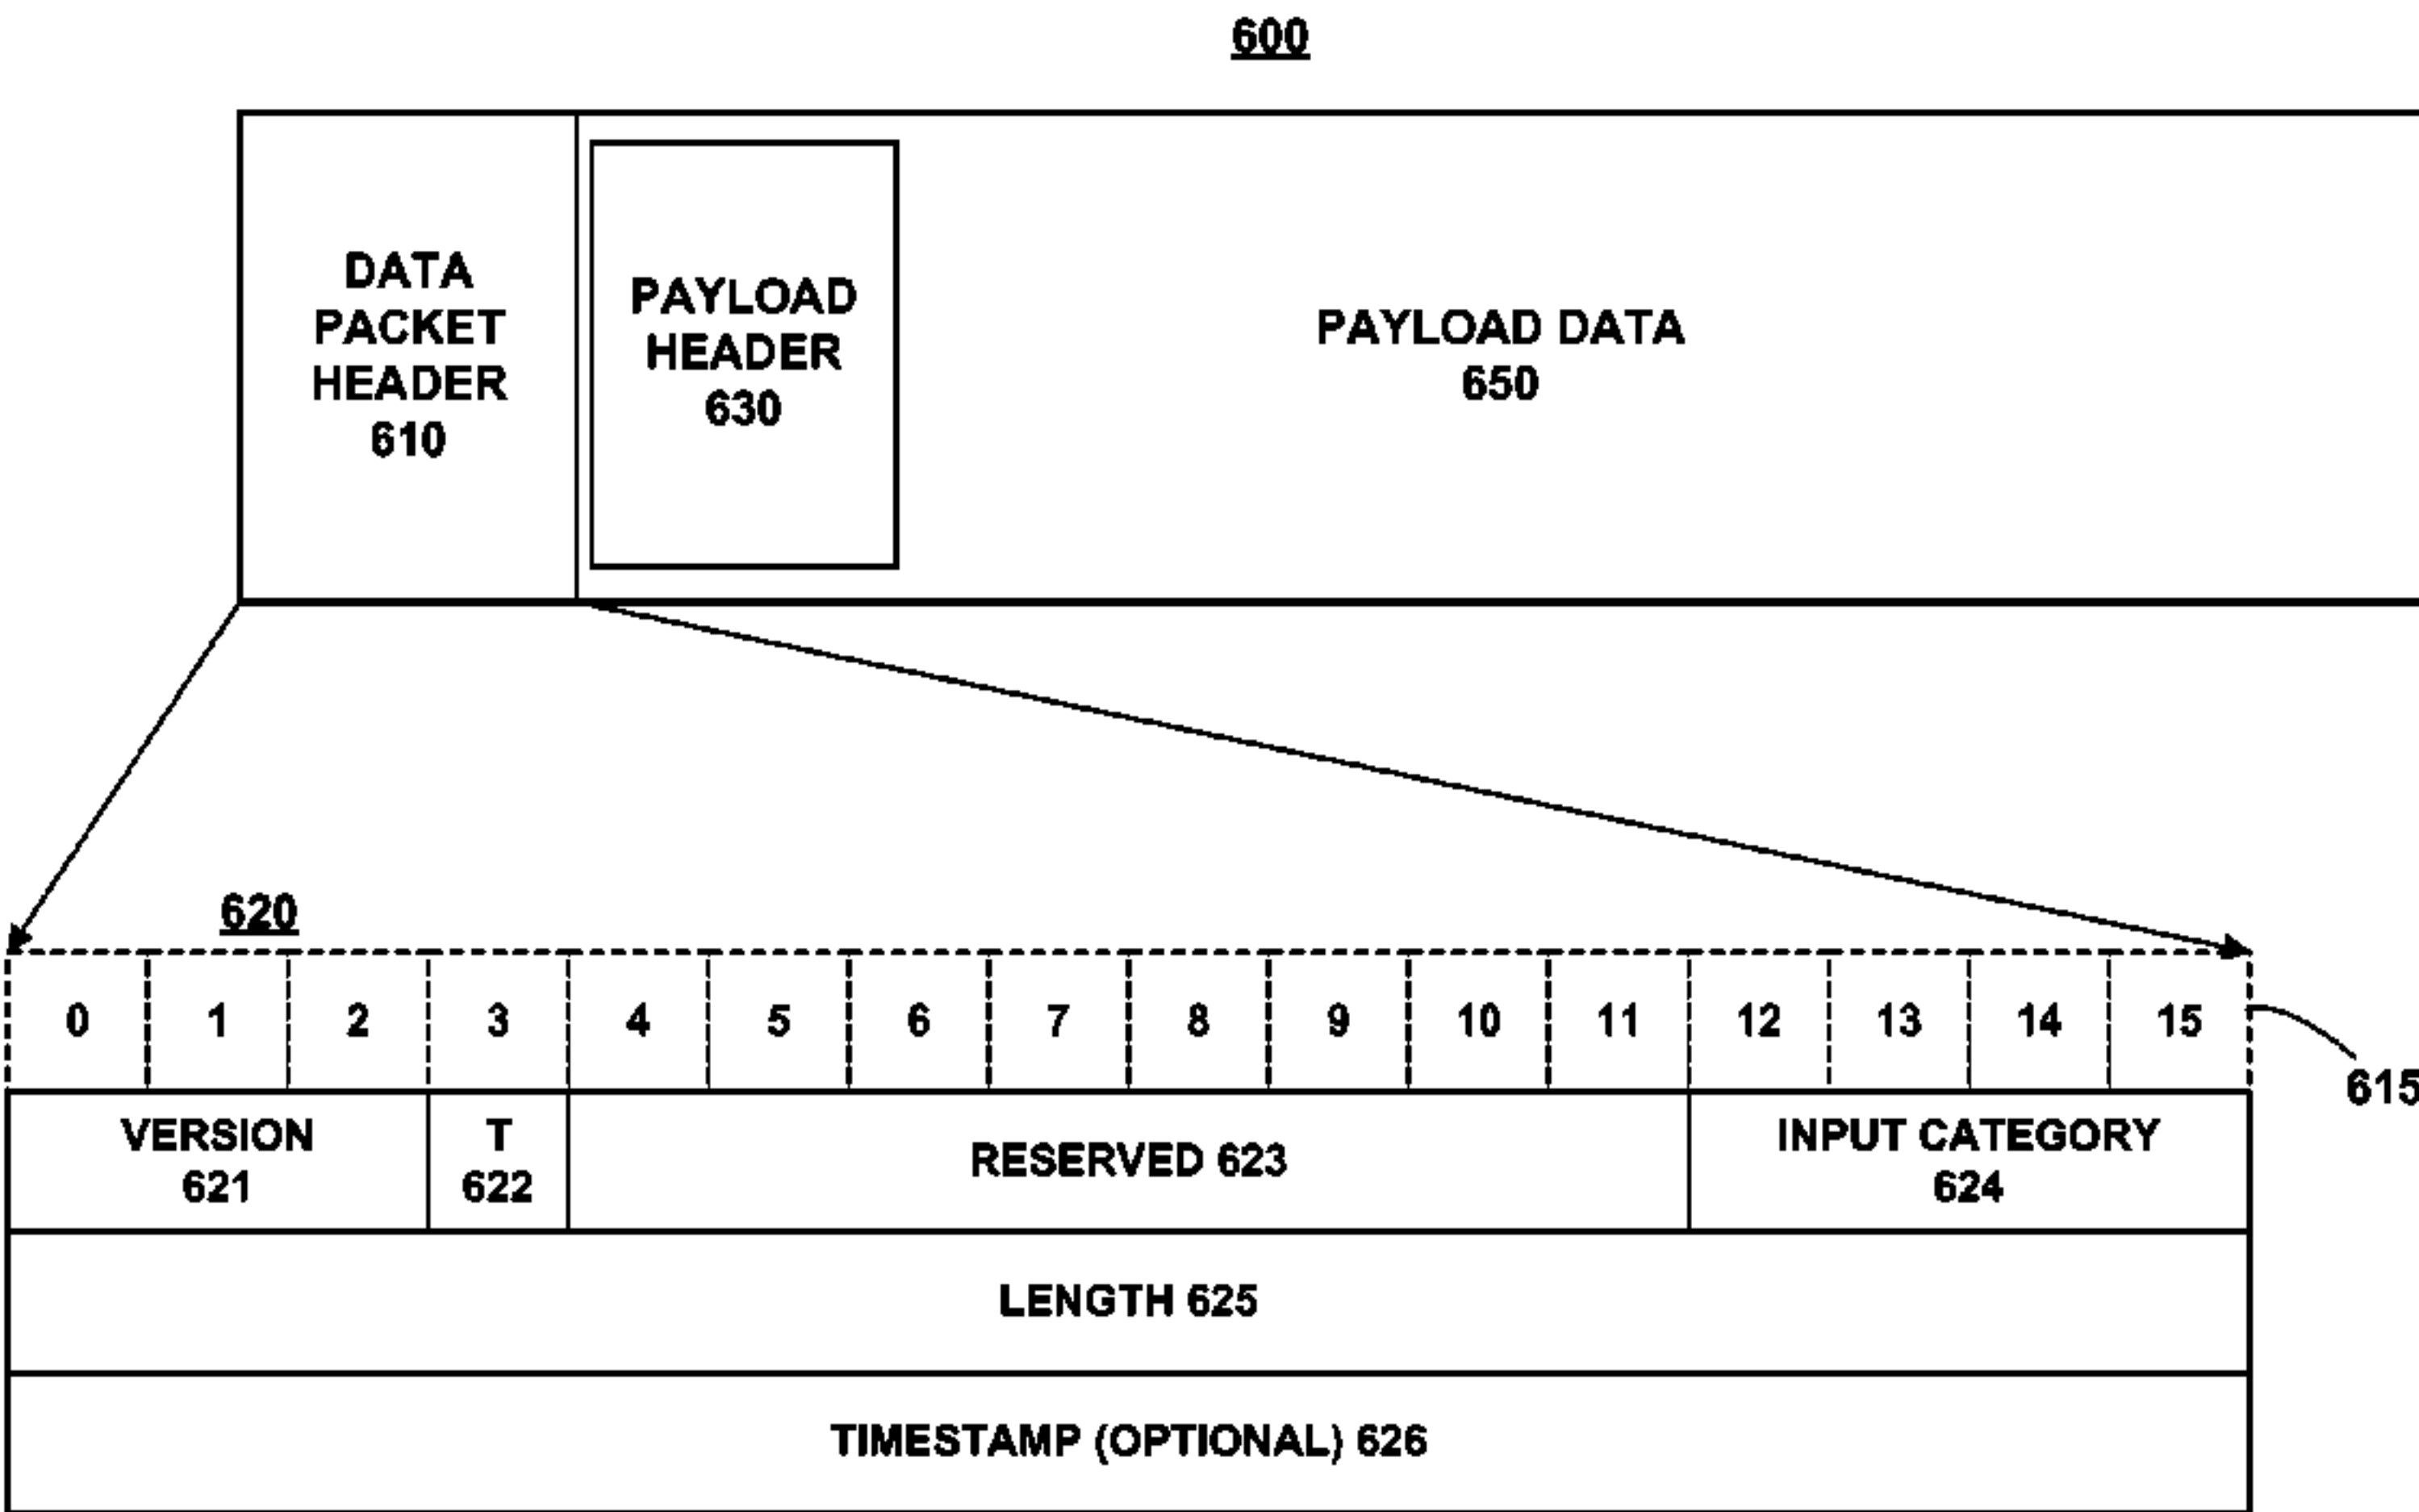 600
DATA
PACKET
HEADER
610
PAYLOAD
HEADER
630
PAYLOAD DATA
650
620
0 1 2 3 4 5 6 7 8 9 10 11 12 13 14 15
615
VERSION
621
T
622
RESERVED 623
INPUT CATEGORY
624
LENGTH 625
TIMESTAMP (OPTIONAL) 626